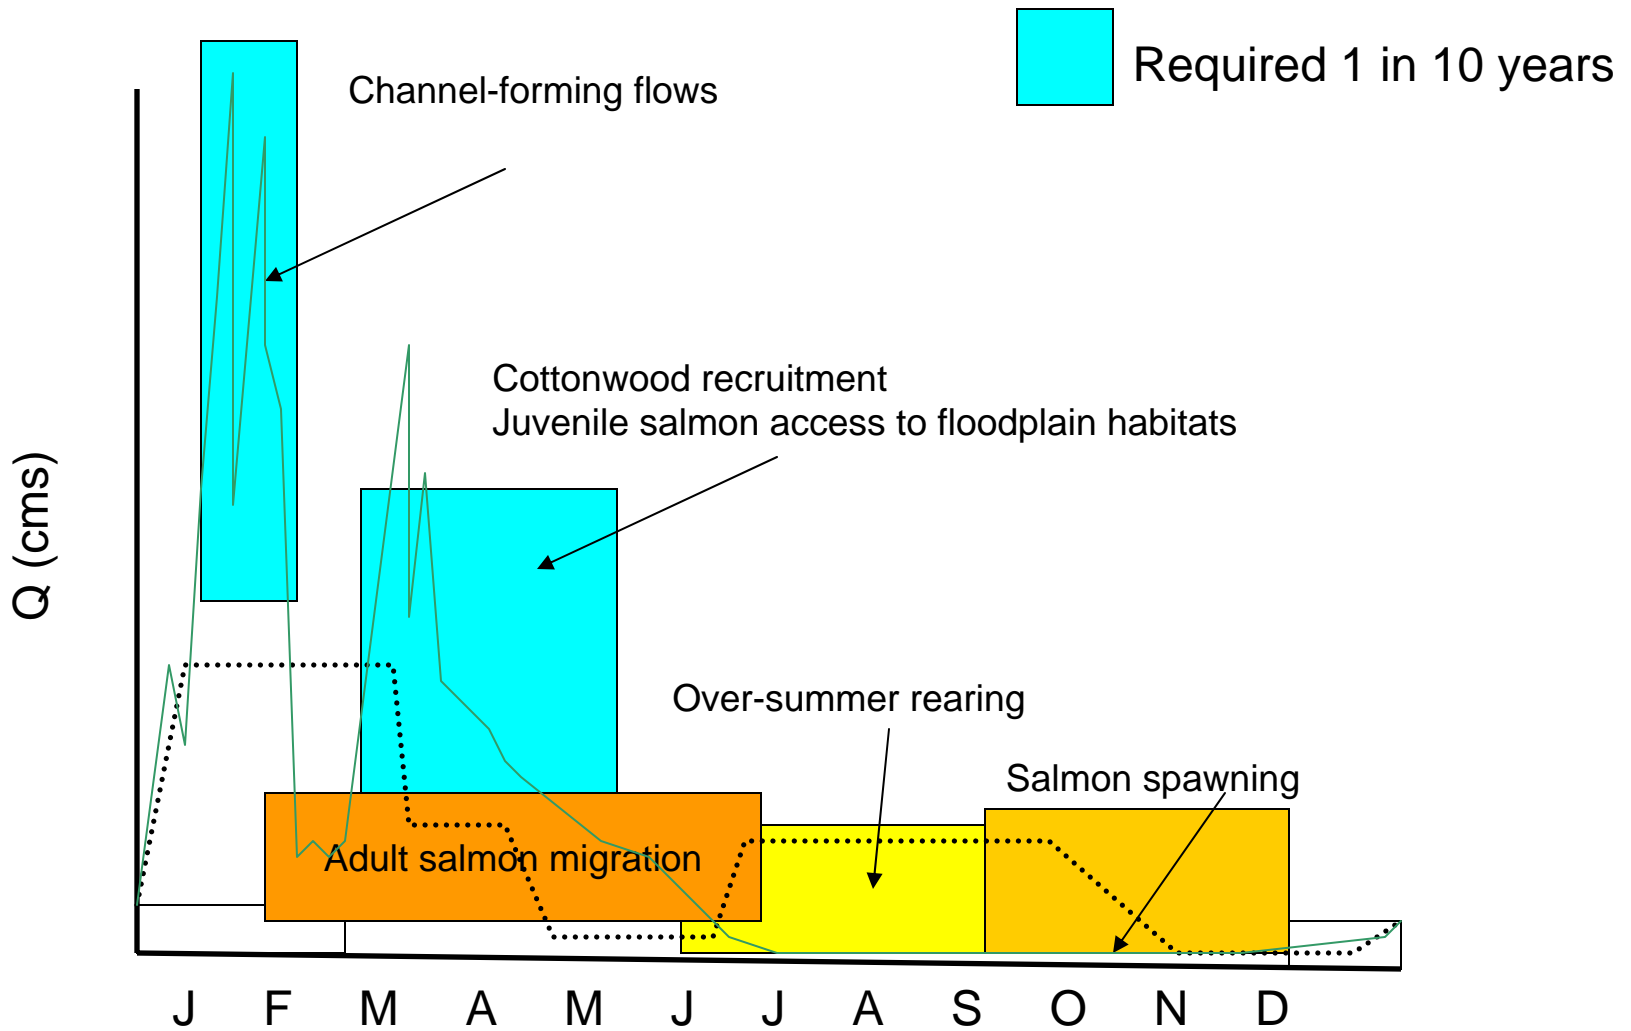 Required 1 in 10 years
Channel-forming flows
Cottonwood recruitment
Juvenile salmon access to floodplain habitats
Q (cms)
Over-summer rearing
Salmon spawning
Adult salmon migration
J F M A M J J A S O N D